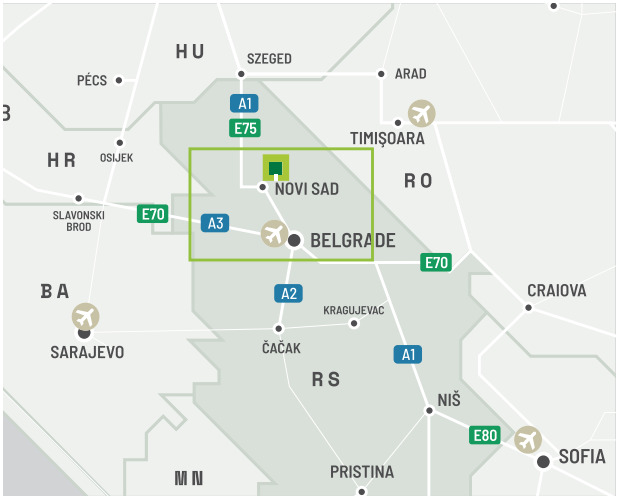 HU
SZEGED
PÉCS
ARAD
A1
E75
B
TIMIŞOARA
OSIJEK
HR
RO
NOVI SAD
SLAVONSKI
BROD
E70
A3
BELGRADE
E70
BA
A2
CRAIOVA
KRAGUJEVAC
SARAJEVO
ČAČAK
A1
RS
NIŠ
E80
SOFIA
MN
PRISTINA